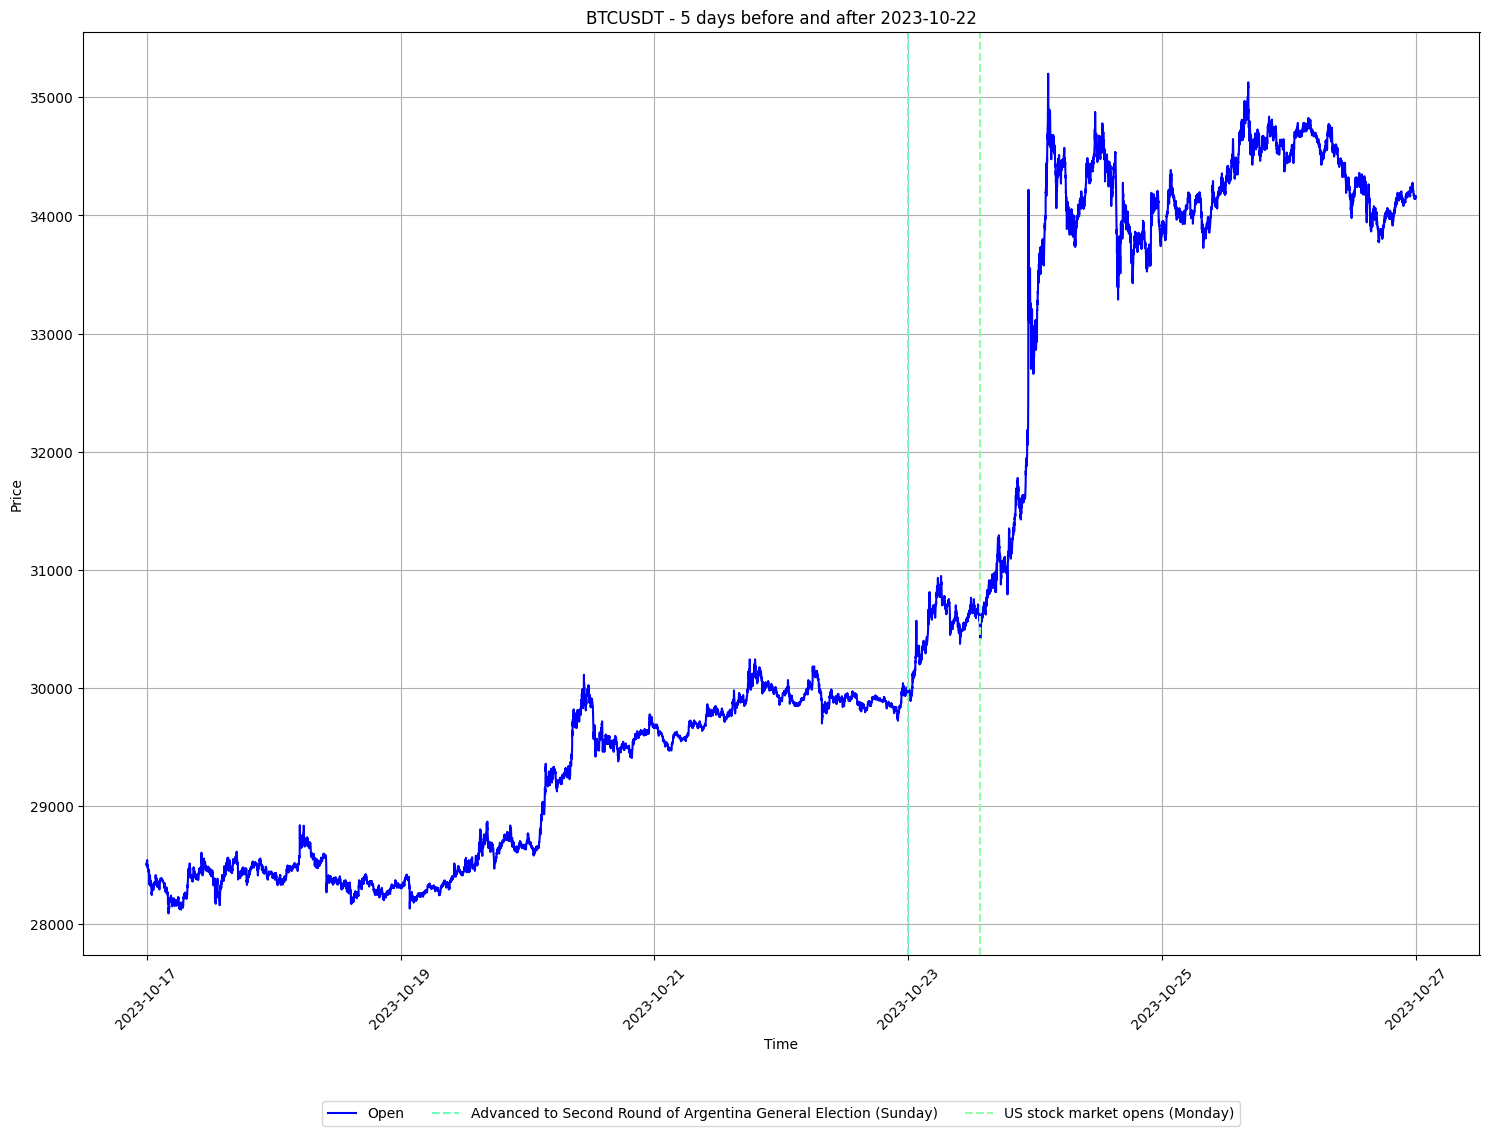 BTCUSDT - 5 days before and after 2023-10-22
Price
35000
34000
33000
32000
31000
30000
29000
28000
2023-10-17
2023-10-19
2023-10-21
2023-10-23
2023-10-25
2023-10-27
Time
Open
Advanced to Second Round of Argentina General Election (Sunday)
US stock market opens (Monday)